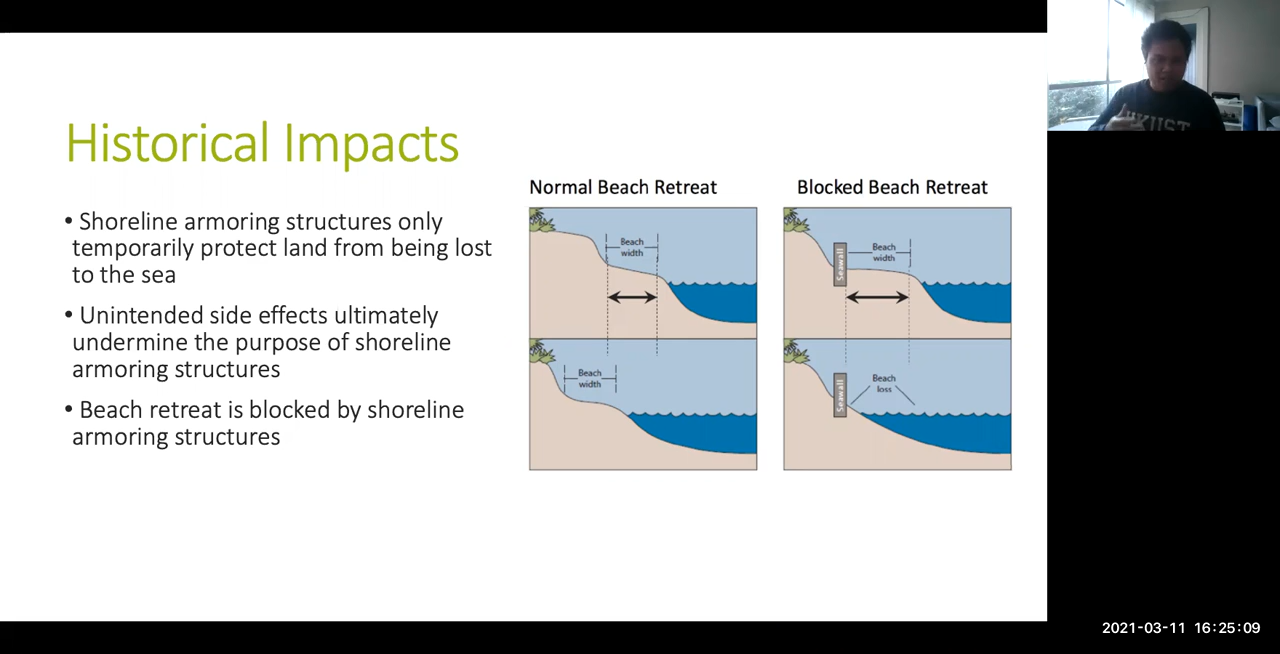 Historical Impacts
• Shoreline armoring structures only
temporarily protect land from being lost
to the sea
• Unintended side effects ultimately
undermine the purpose of shoreline
armoring structures
• Beach retreat is blocked by shoreline
armoring structures
Normal Beach Retreat
Beach
width
Beach
width
Blocked Beach Retreat
Seawall
Beach
width
Seawall
Beach
loss
2021-03-11 16:25:09